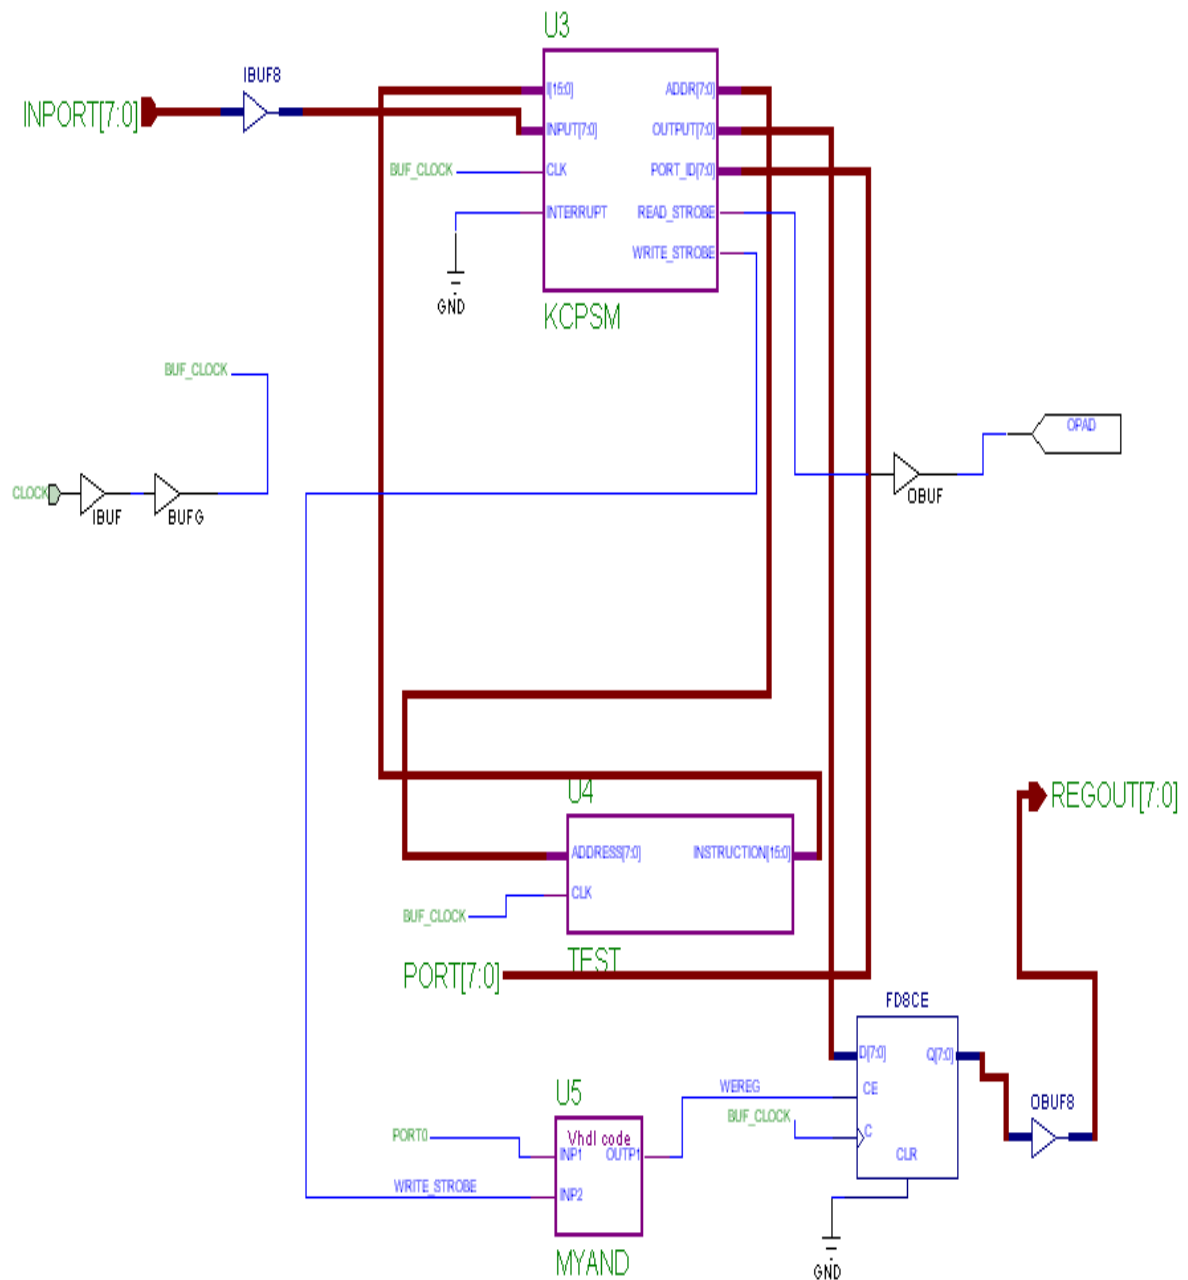 U3
IBUF8
INPORT[7:0]
I[15:0]
ADDR[7:0]
INPUT[7:0]
OUTPUT[7:0]
BUF_CLOCK
CLK
PORT_ID[7:0]
INTERRUPT
READ_STROBE
WRITE_STROBE
GND
KCPSM
BUF_CLOCK
OPAD
CLOCK
IBUF
BUFG
OBUF
U4
REGOUT[7:0]
ADDRESS[7:0]
INSTRUCTION[15:0]
CLK
BUF_CLOCK
TEST
PORT[7:0]
FD8CE
D[7:0]
Q[7:0]
U5
WEREG
CE
OBUF8
BUF_CLOCK
PORT0
Vhdl code
C
INP1
OUTP1
CLR
WRITE_STROBE
INP2
MYAND
GND